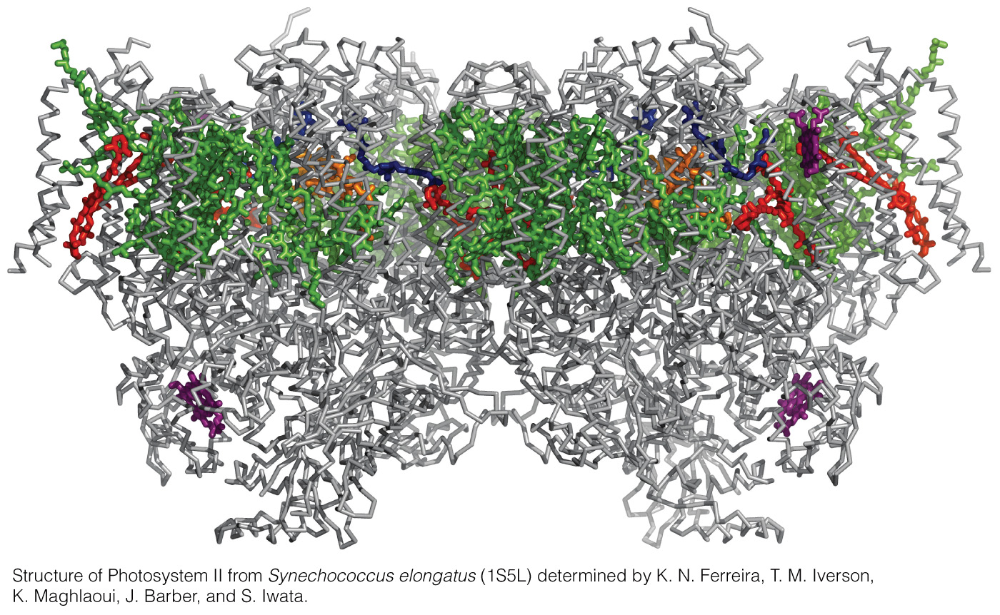 Structure of Photosystem II from Synechococcus elongatus (1S5L) determined by K. N. Ferreira, T. M. Iverson,
K. Maghlaoui, J. Barber, and S. Iwata.